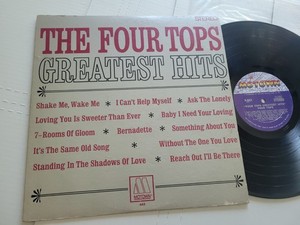 THE FOUR TOPS
GREATEST HITS
Shake Me, Wake Me * I Can't Help Myself * Ask The Lonely
Loving You Is Sweeter Than Ever * Baby I Need Your Loving
7-Rooms Of Gloom * Bernadette * Something About You
It's The Same Old Song * Without The One You Love
Standing In The Shadows Of Love * Reach Out I'll Be There
M
MOTOWN